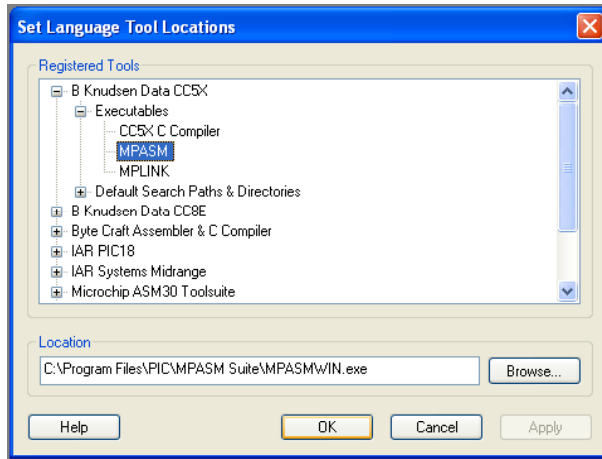 Set Language Tool Locations
Registered Tools
B Knudsen Data CC5X
Executables
CC5X C Compiler
MPASM
MPLINK
Default Search Paths & Directories
B Knudsen Data CC8E
Byte Craft Assembler & C Compiler
IAR PIC18
IAR Systems Midrange
Microchip ASM30 Toolsuite
Location
C:\Program Files\PIC\MPASM Suite\MPASMWIN.exe
Browse...
Help OK Cancel Apply